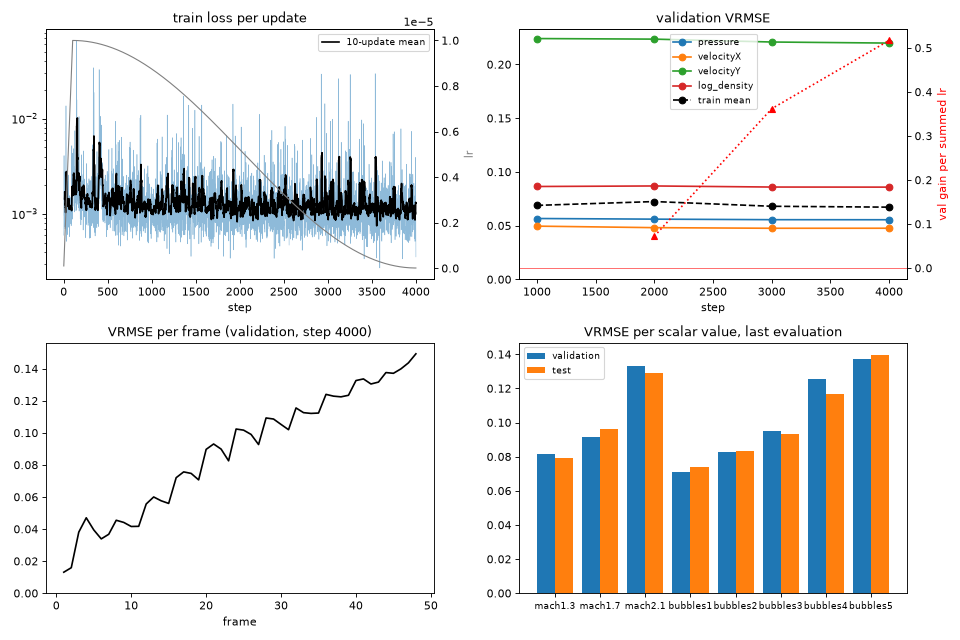 train loss per update
1e−5
10-update mean
10⁻²
10⁻³
1.0
0.8
0.6
0.4
0.2
0.0
lr
0 500 1000 1500 2000 2500 3000 3500 4000
step
validation VRMSE
pressure
velocityX
velocityY
log_density
train mean
0.20
0.15
0.10
0.05
0.00
0.5
0.4
0.3
0.2
0.1
0.0
val gain per summed lr
1000 1500 2000 2500 3000 3500 4000
step
VRMSE per frame (validation, step 4000)
0.14
0.12
0.10
0.08
0.06
0.04
0.02
0.00
0 10 20 30 40 50
frame
VRMSE per scalar value, last evaluation
validation
test
0.14
0.12
0.10
0.08
0.06
0.04
0.02
0.00
mach1.3 mach1.7 mach2.1 bubbles1 bubbles2 bubbles3 bubbles4 bubbles5